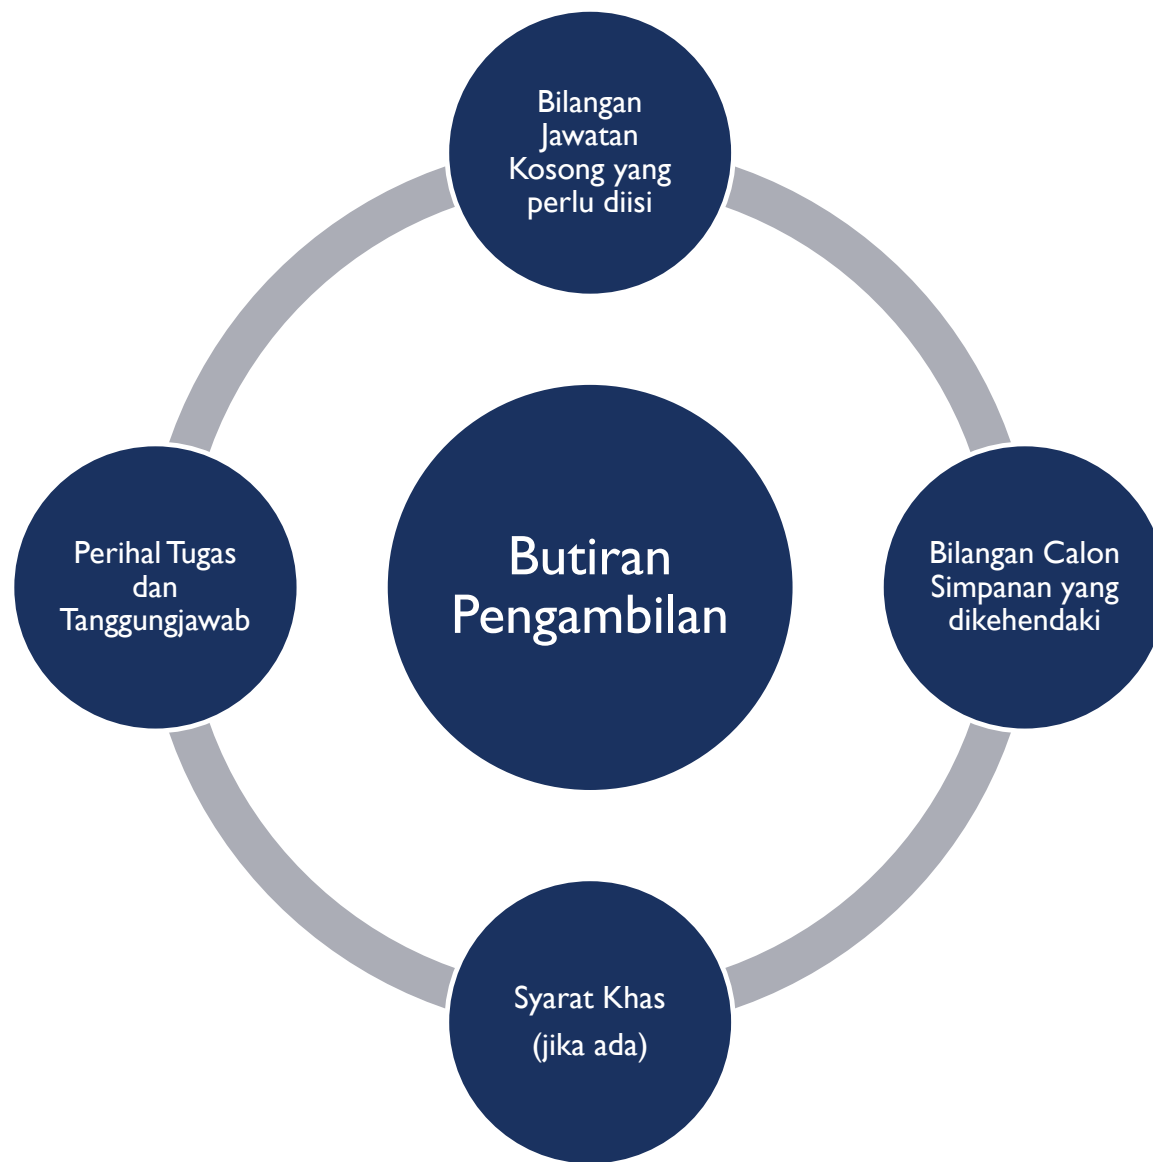 Bilangan
Jawatan
Kosong yang
perlu diisi
Butiran
Pengambilan
Bilangan Calon
Simpanan yang
dikehendaki
Syarat Khas
(jika ada)
Perihal Tugas
dan
Tanggungjawab